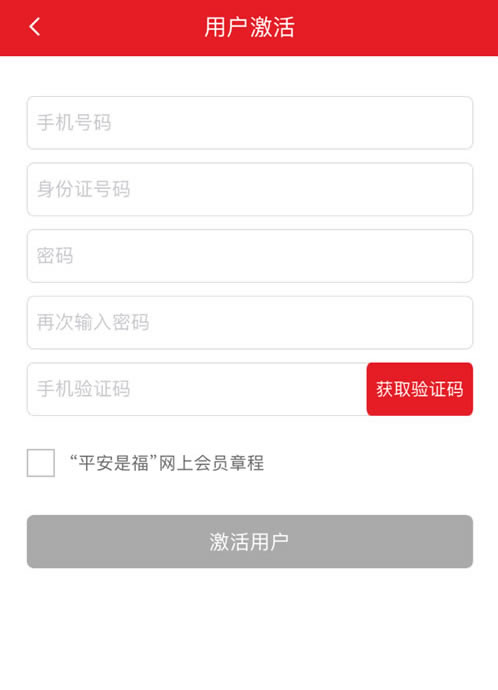 用户激活
手机号码
身份证号码
密码
再次输入密码
手机验证码 获取验证码
“平安是福”网上会员章程
激活用户